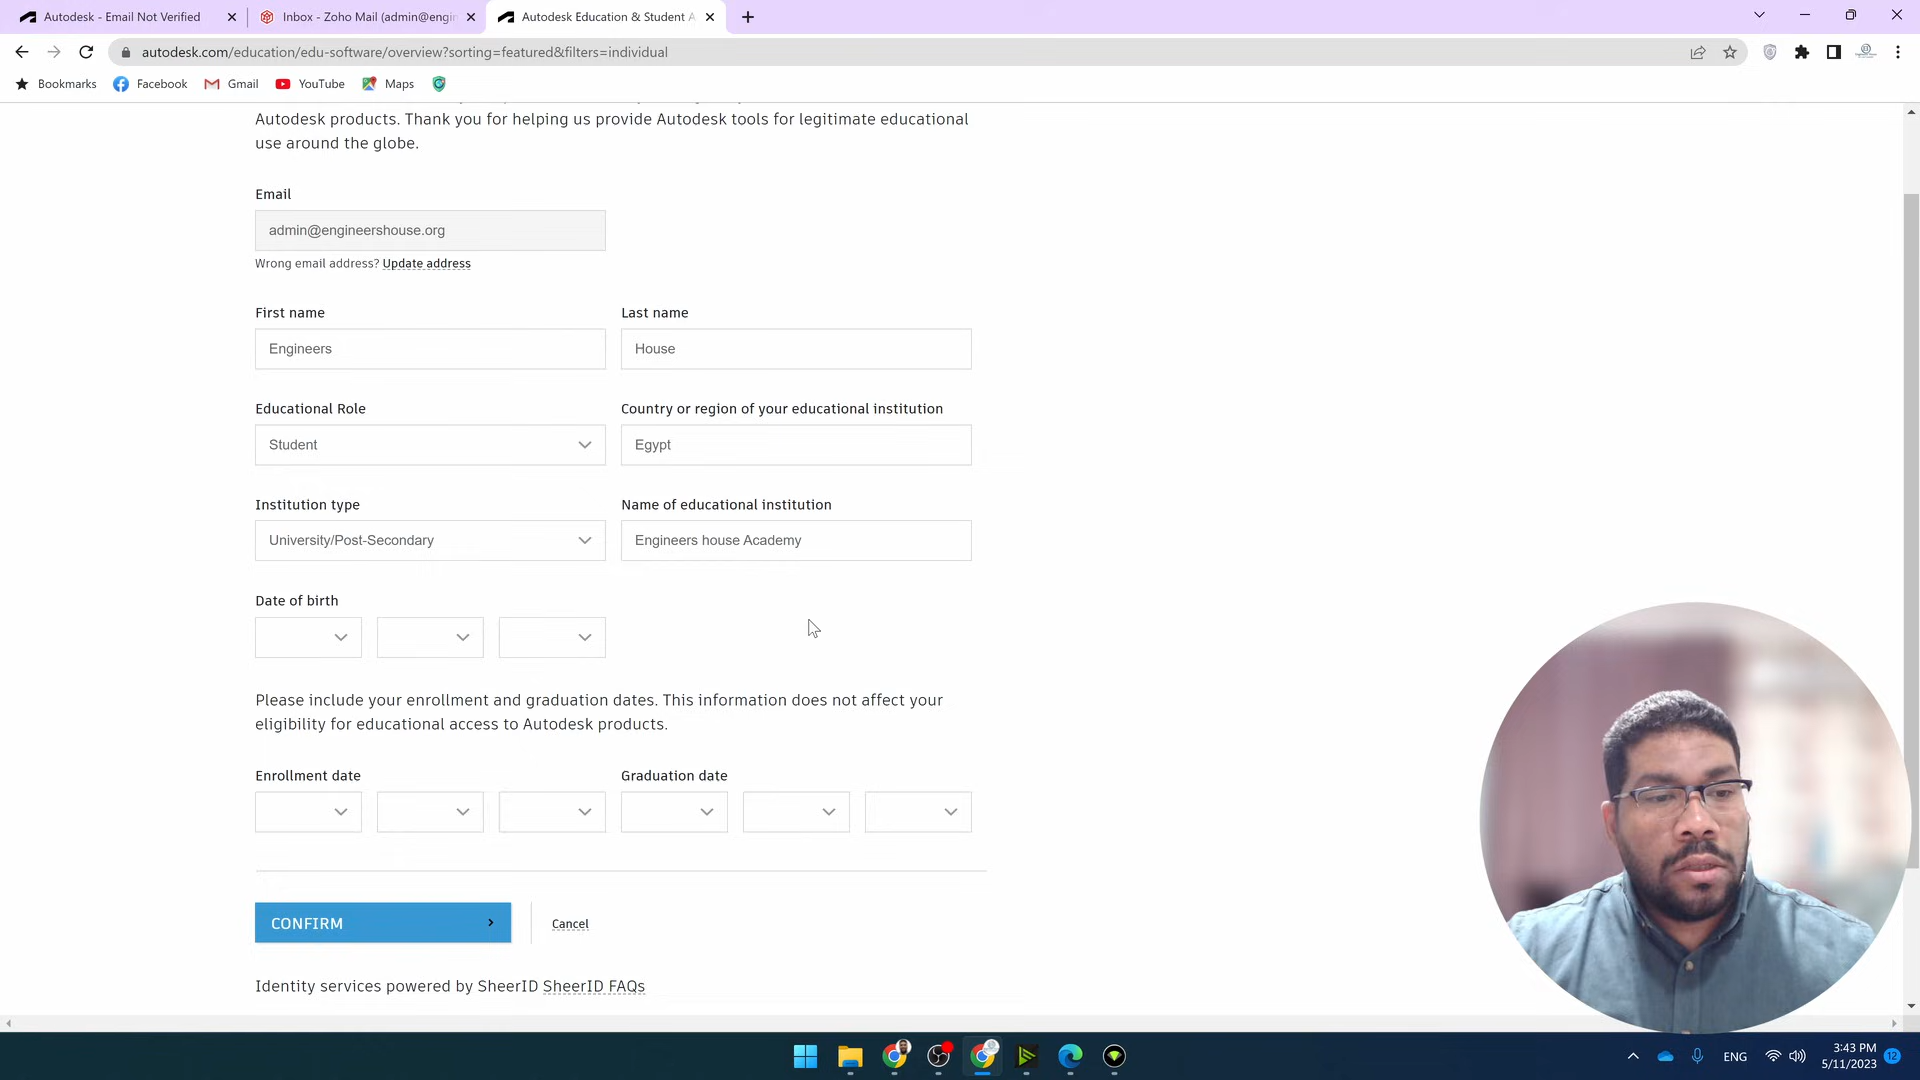 Autodesk - Email Not Verified
Inbox - Zoho Mail (admin@engin
Autodesk Education & Student A
autodesk.com/education/edu-software/overview?sorting=featured&filters=individual
Bookmarks
Facebook
Gmail
YouTube
Maps
Autodesk products. Thank you for helping us provide Autodesk tools for legitimate educational
use around the globe.
Email
admin@engineershouse.org
Wrong email address? Update address
First name
Last name
Engineers
House
Educational Role
Country or region of your educational institution
Student
Egypt
Institution type
Name of educational institution
University/Post-Secondary
Engineers house Academy
Date of birth
Please include your enrollment and graduation dates. This information does not affect your
eligibility for educational access to Autodesk products.
Enrollment date
Graduation date
CONFIRM
Cancel
Identity services powered by SheerID SheerID FAQs
ENG
3:43 PM
5/11/2023
12